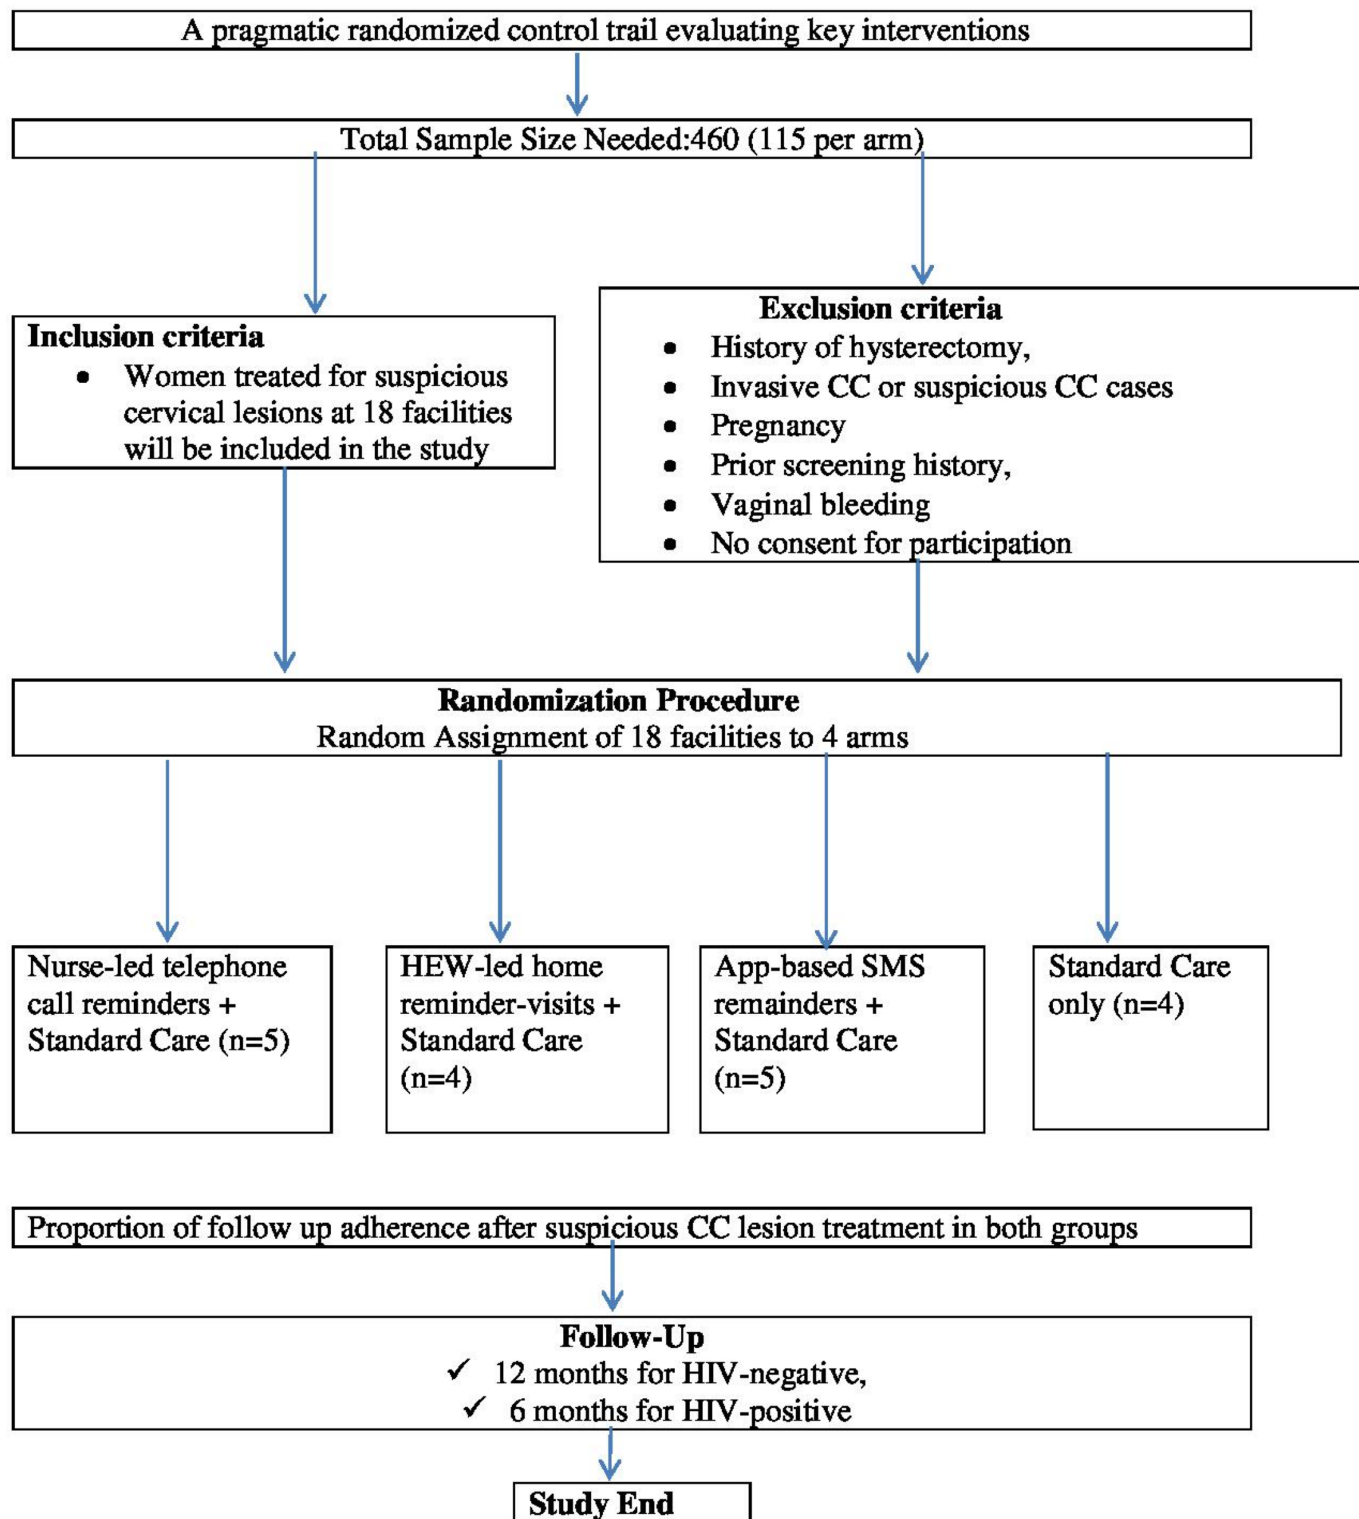 A pragmatic randomized control trail evaluating key interventions
Total Sample Size Needed:460 (115 per arm)
Inclusion criteria
• Women treated for suspicious
cervical lesions at 18 facilities
will be included in the study
Exclusion criteria
• History of hysterectomy,
• Invasive CC or suspicious CC cases
• Pregnancy
• Prior screening history,
• Vaginal bleeding
• No consent for participation
Randomization Procedure
Random Assignment of 18 facilities to 4 arms
Nurse-led telephone
call reminders +
Standard Care (n=5)
HEW-led home
reminder-visits +
Standard Care
(n=4)
App-based SMS
remainders +
Standard Care
(n=5)
Standard Care
only (n=4)
Proportion of follow up adherence after suspicious CC lesion treatment in both groups
Follow-Up
✓ 12 months for HIV-negative,
✓ 6 months for HIV-positive
Study End